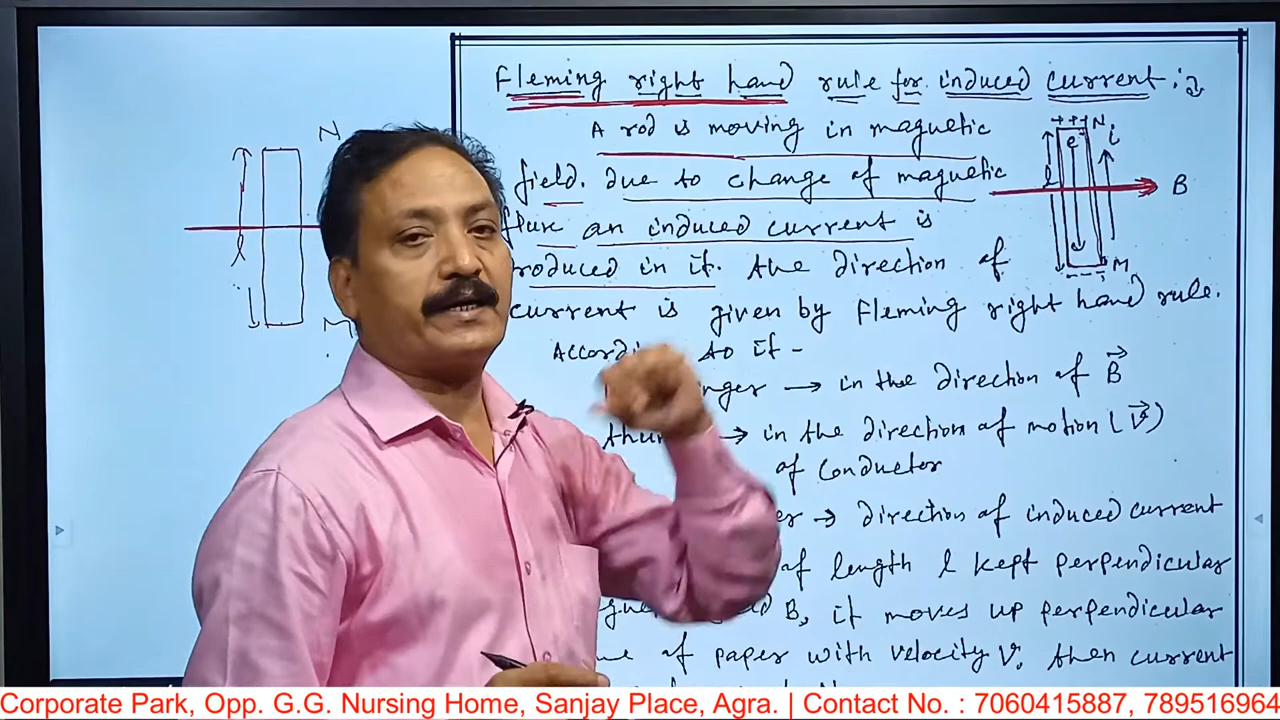 Fleming right hand rule for induced current :
A rod is moving in magnetic
field. due to change of magnetic
flux an induced current is
produced in it. the direction of
current is given by Fleming right hand rule.
to it -
→ in the direction of B
→ in the direction of motion ( V )
of conductor
→ direction of induced current
of length l kept perpendicular
B, it moves up perpendicular
of paper with velocity V, then current
N
M
+ + + N
e⁻
i
l
B
M
- - -
Corporate Park, Opp. G.G. Nursing Home, Sanjay Place, Agra. | Contact No. : 7060415887, 789516964